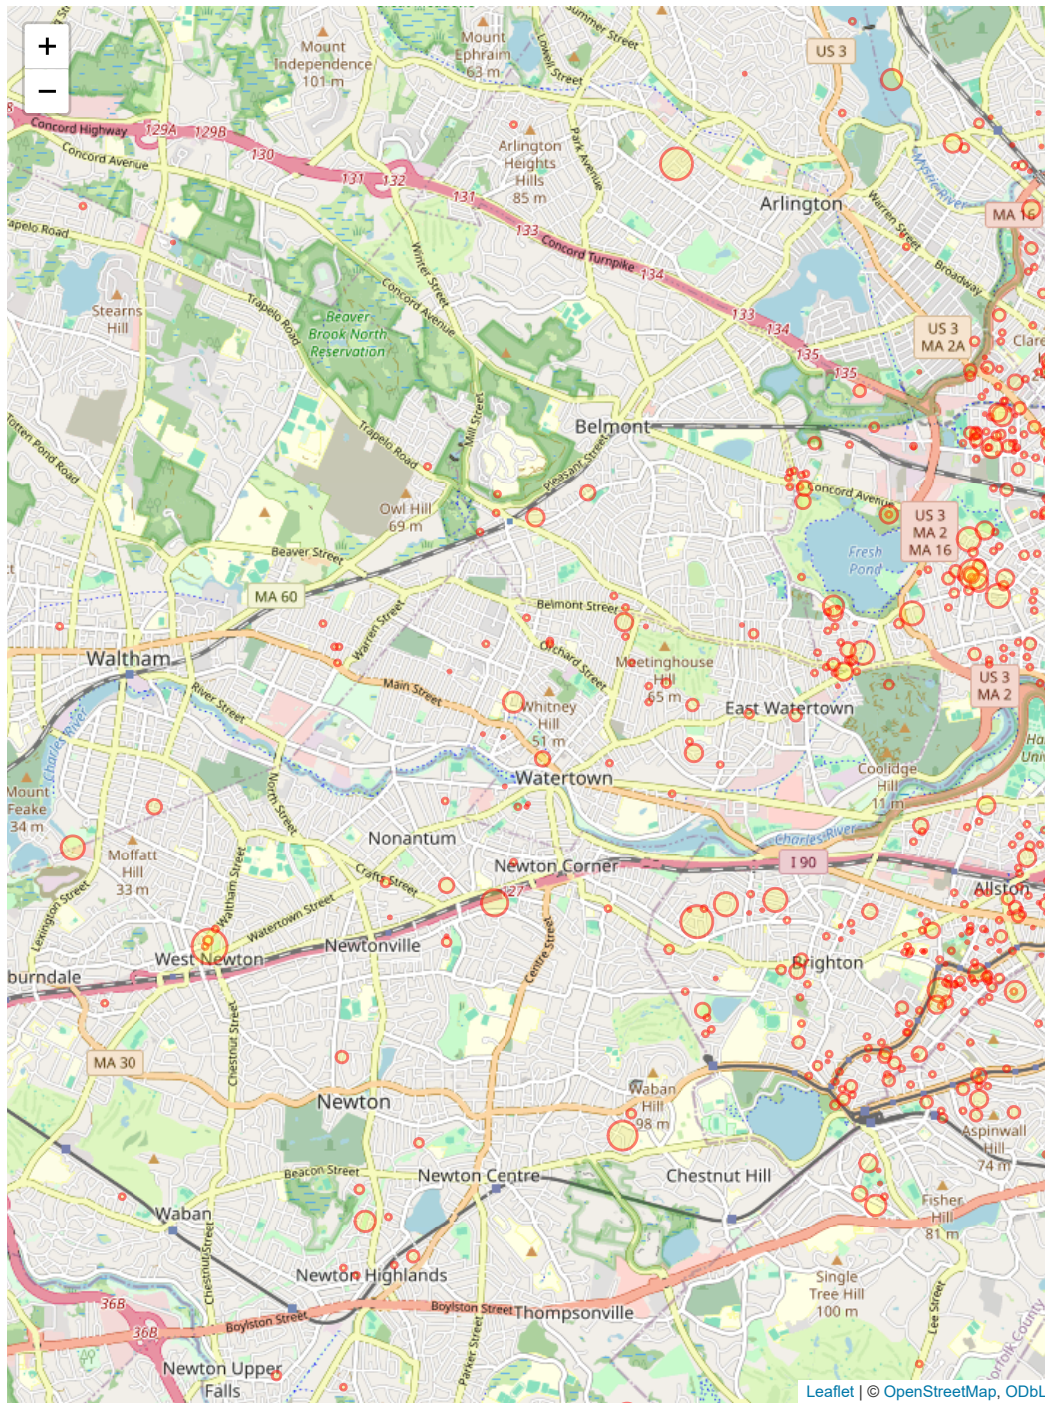 +
−
Summer Street
Mount
Independence
101 m
Mount
Ephraim
63 m
Lowell Street
US 3
Concord Highway
129A
129B
130
131
132
131
133
Concord Avenue
Arlington
Heights
Hills
85 m
Park Avenue
Mystic River
Arlington
Warren Street
MA 16
Concord Turnpike
134
Broadway
Trapelo Road
Winter Street
Concord Avenue
Stearns
Hill
Trapelo Road
Beaver
Brook North
Reservation
133
134
135
135
US 3
MA 2A
Totten Pond Road
Trapelo Road
Mill Street
Pleasant Street
Belmont
Owl Hill
69 m
Concord Avenue
US 3
MA 2
MA 16
Fresh
Pond
Beaver Street
MA 60
Warren Street
Belmont Street
Orchard Street
Waltham
Meetinghouse
Hill
65 m
US 3
MA 2
River Street
Main Street
Whitney
Hill
51 m
East Watertown
Charles River
Watertown
Coolidge
Hill
11 m
Mount
Feake
34 m
North Street
Nonantum
Charles River
Moffatt
Hill
33 m
Waltham Street
Crafts Street
Newton Corner
127
I 90
Allston
Lexington Street
Watertown Street
West Newton
Newtonville
Centre Street
Brighton
burndale
MA 30
Chestnut Street
Newton
Waban
Hill
98 m
Aspinwall
Hill
74 m
Beacon Street
Newton Centre
Chestnut Hill
Waban
Fisher
Hill
81 m
Chestnut Street
Newton Highlands
Single
Tree Hill
100 m
36B
36B
Boylston Street
Boylston Street
Thompsonville
Lee Street
Parker Street
Norfolk County
Newton Upper
Falls
Leaflet | © OpenStreetMap, ODbL